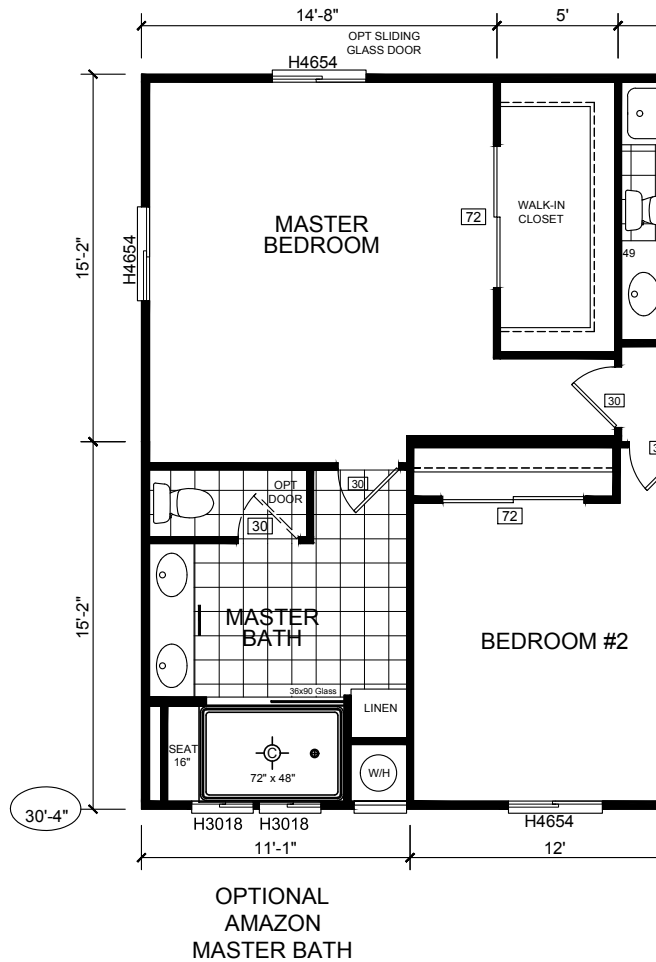 14'-8"
5'
OPT SLIDING
GLASS DOOR
H4654
15'-2"
H4654
MASTER
BEDROOM
72
WALK-IN
CLOSET
49
30
OPT
DOOR
30
30
72
15'-2"
MASTER
BATH
BEDROOM #2
36x90 Glass
LINEN
SEAT
16"
C
72" x 48"
W/H
30'-4"
H3018
H3018
H4654
11'-1"
12'
OPTIONAL
AMAZON
MASTER BATH